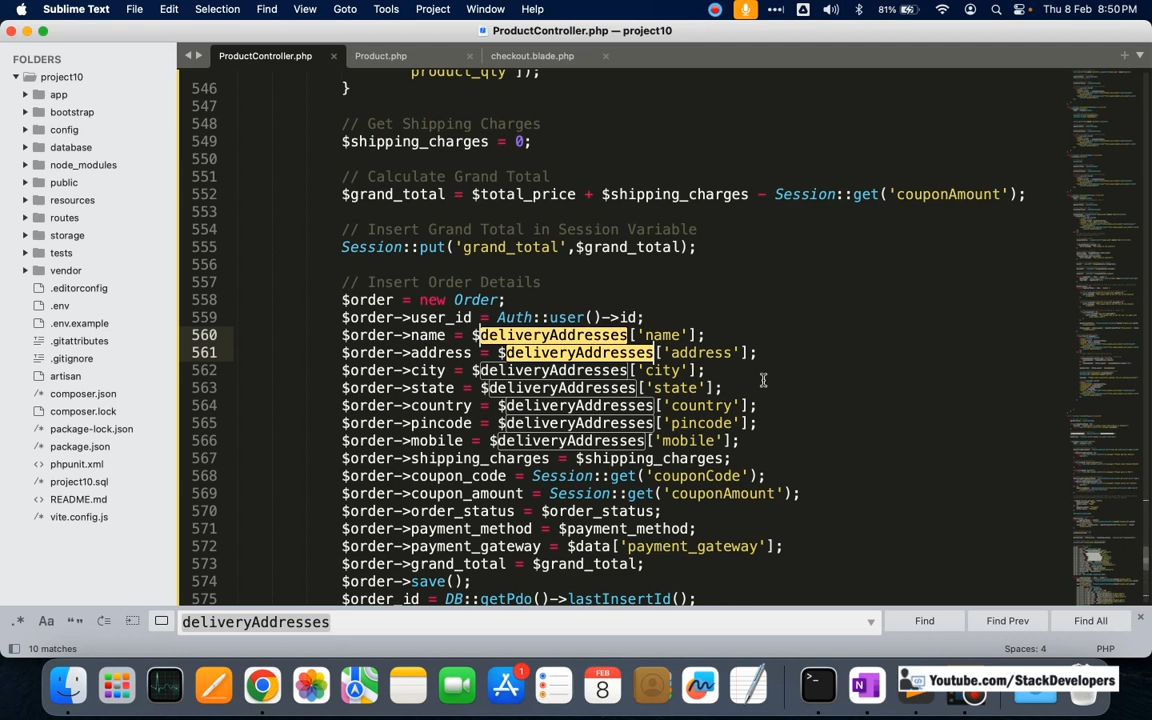 Sublime Text File Edit Selection Find View Goto Tools Project Window Help 81% Thu 8 Feb 8:50 PM
ProductController.php — project10
FOLDERS
project10
app
bootstrap
config
database
node_modules
public
resources
routes
storage
tests
vendor
.editorconfig
.env
.env.example
.gitattributes
.gitignore
artisan
composer.json
composer.lock
package-lock.json
package.json
phpunit.xml
project10.sql
README.md
vite.config.js
ProductController.php Product.php checkout.blade.php
product_qty']);
546 }
547
548 // Get Shipping Charges
549 $shipping_charges = 0;
550
551 // Calculate Grand Total
552 $grand_total = $total_price + $shipping_charges - Session::get('couponAmount');
553
554 // Insert Grand Total in Session Variable
555 Session::put('grand_total',$grand_total);
556
557 // Insert Order Details
558 $order = new Order;
559 $order->user_id = Auth::user()->id;
560 $order->name = $deliveryAddresses['name'];
561 $order->address = $deliveryAddresses['address'];
562 $order->city = $deliveryAddresses['city'];
563 $order->state = $deliveryAddresses['state'];
564 $order->country = $deliveryAddresses['country'];
565 $order->pincode = $deliveryAddresses['pincode'];
566 $order->mobile = $deliveryAddresses['mobile'];
567 $order->shipping_charges = $shipping_charges;
568 $order->coupon_code = Session::get('couponCode');
569 $order->coupon_amount = Session::get('couponAmount');
570 $order->order_status = $order_status;
571 $order->payment_method = $payment_method;
572 $order->payment_gateway = $data['payment_gateway'];
573 $order->grand_total = $grand_total;
574 $order->save();
575 $order_id = DB::getPdo()->lastInsertId();
.* Aa “” deliveryAddresses Find Find Prev Find All
10 matches Spaces: 4 PHP
1
FEB
8
Youtube.com/StackDevelopers